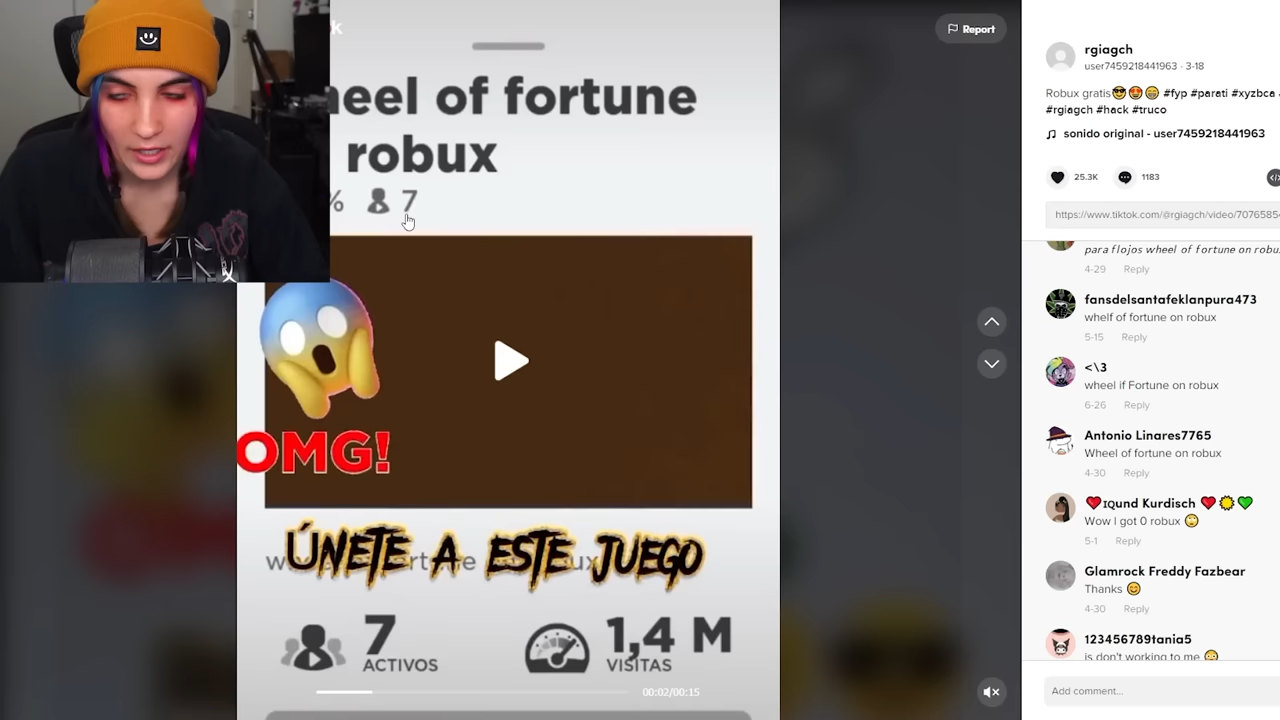 k
heel of fortune
robux
% 7
OMG!
ÚNETE A ESTE JUEGO
7
ACTIVOS
1,4 M
VISITAS
00:02/00:15
Report
rgiagch
user7459218441963 · 3-18
Robux gratis😎🤩😁 #fyp #parati #xyzbca
#rgiagch #hack #truco
sonido original - user7459218441963
25.3K
1183
</>
https://www.tiktok.com/@rgiagch/video/7076585
para flojos wheel of fortune on robu
4-29 Reply
fansdelsantafeklanpura473
whelf of fortune on robux
5-15 Reply
<\3
wheel if Fortune on robux
6-26 Reply
Antonio Linares7765
Wheel of fortune on robux
4-30 Reply
❤️IQund Kurdisch ❤️🌟💚
Wow I got 0 robux 🙄
5-1 Reply
Glamrock Freddy Fazbear
Thanks 😊
4-30 Reply
123456789tania5
is don't working to me 😳
Add comment...